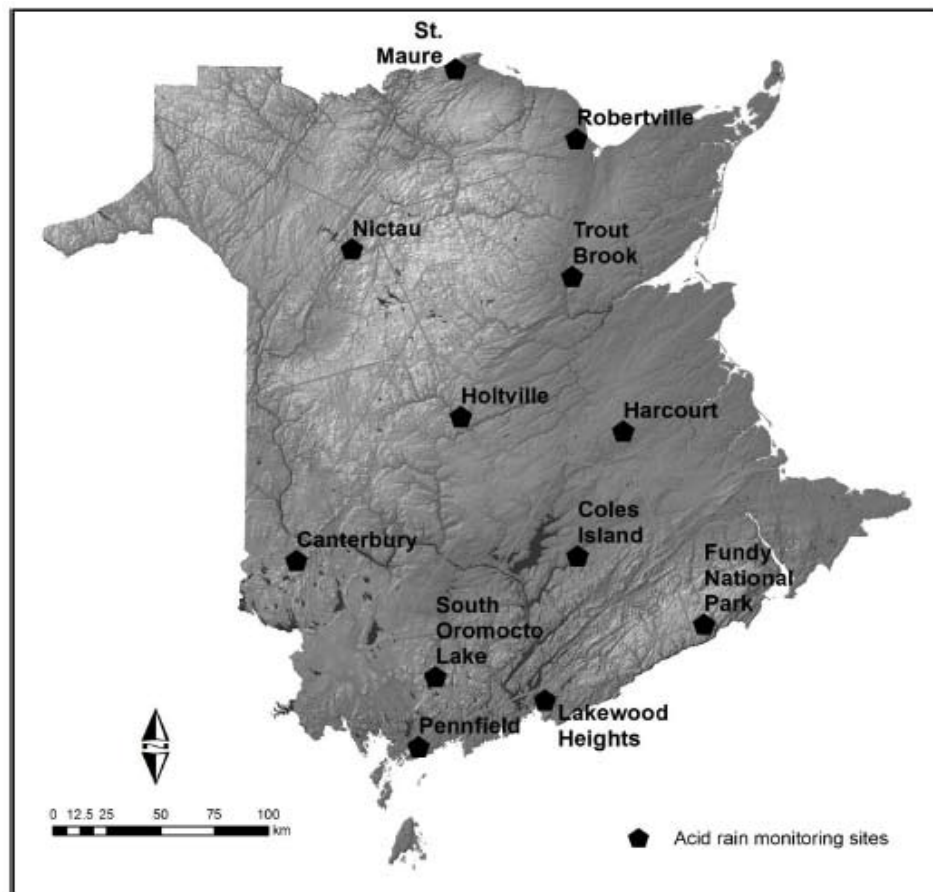 St.
Maure
Robertville
Nictau
Trout
Brook
Holtville
Harcourt
Coles
Island
Canterbury
Fundy
National
Park
South
Oromocto
Lake
Pennfield
Lakewood
Heights
N
0 12.5 25 50 75 100
km
Acid rain monitoring sites